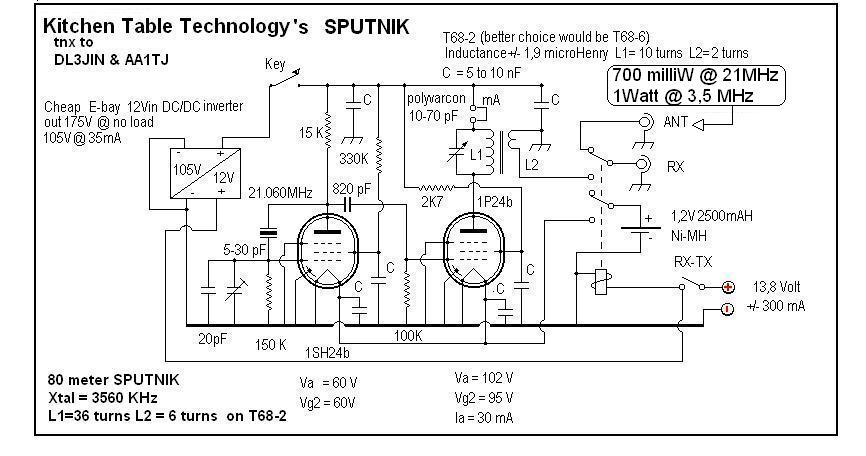 Kitchen Table Technology's SPUTNIK
tnx to
DL3JIN & AA1TJ
T68-2 (better choice would be T68-6)
Inductance+/- 1,9 microHenry L1= 10 turns L2= 2 turns
C = 5 to 10 nF
700 milliW @ 21MHz
1Watt @ 3,5 MHz
Key
Cheap E-bay 12Vin DC/DC inverter
out 175V @ no load
105V @ 35mA
C
polyvarcon
10-70 pF
mA
C
15 K
330K
ANT
L1
L2
RX
-
+
105V
12V
-
+
21.060MHz
820 pF
2K7
1P24b
+
-
1,2V 2500mAH
Ni-MH
5-30 pF
C
C
C
.C
RX-TX
+
13,8 Volt
-
+/- 300 mA
20pF
150 K
1SH24b
100K
80 meter SPUTNIK
Xtal = 3560 KHz
L1=36 turns L2 = 6 turns on T68-2
Va = 60 V
Vg2 = 60V
Va = 102 V
Vg2 = 95 V
Ia = 30 mA